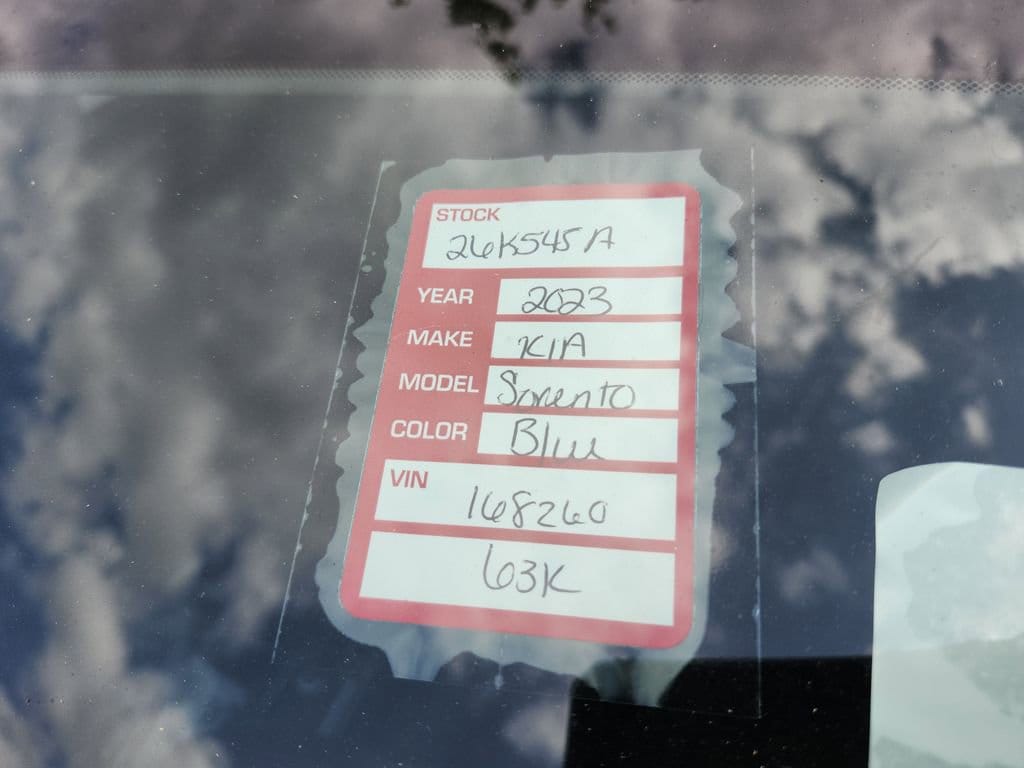 STOCK
26K545A
YEAR 2023
MAKE KIA
MODEL Sorento
COLOR Blue
VIN
168260
63K